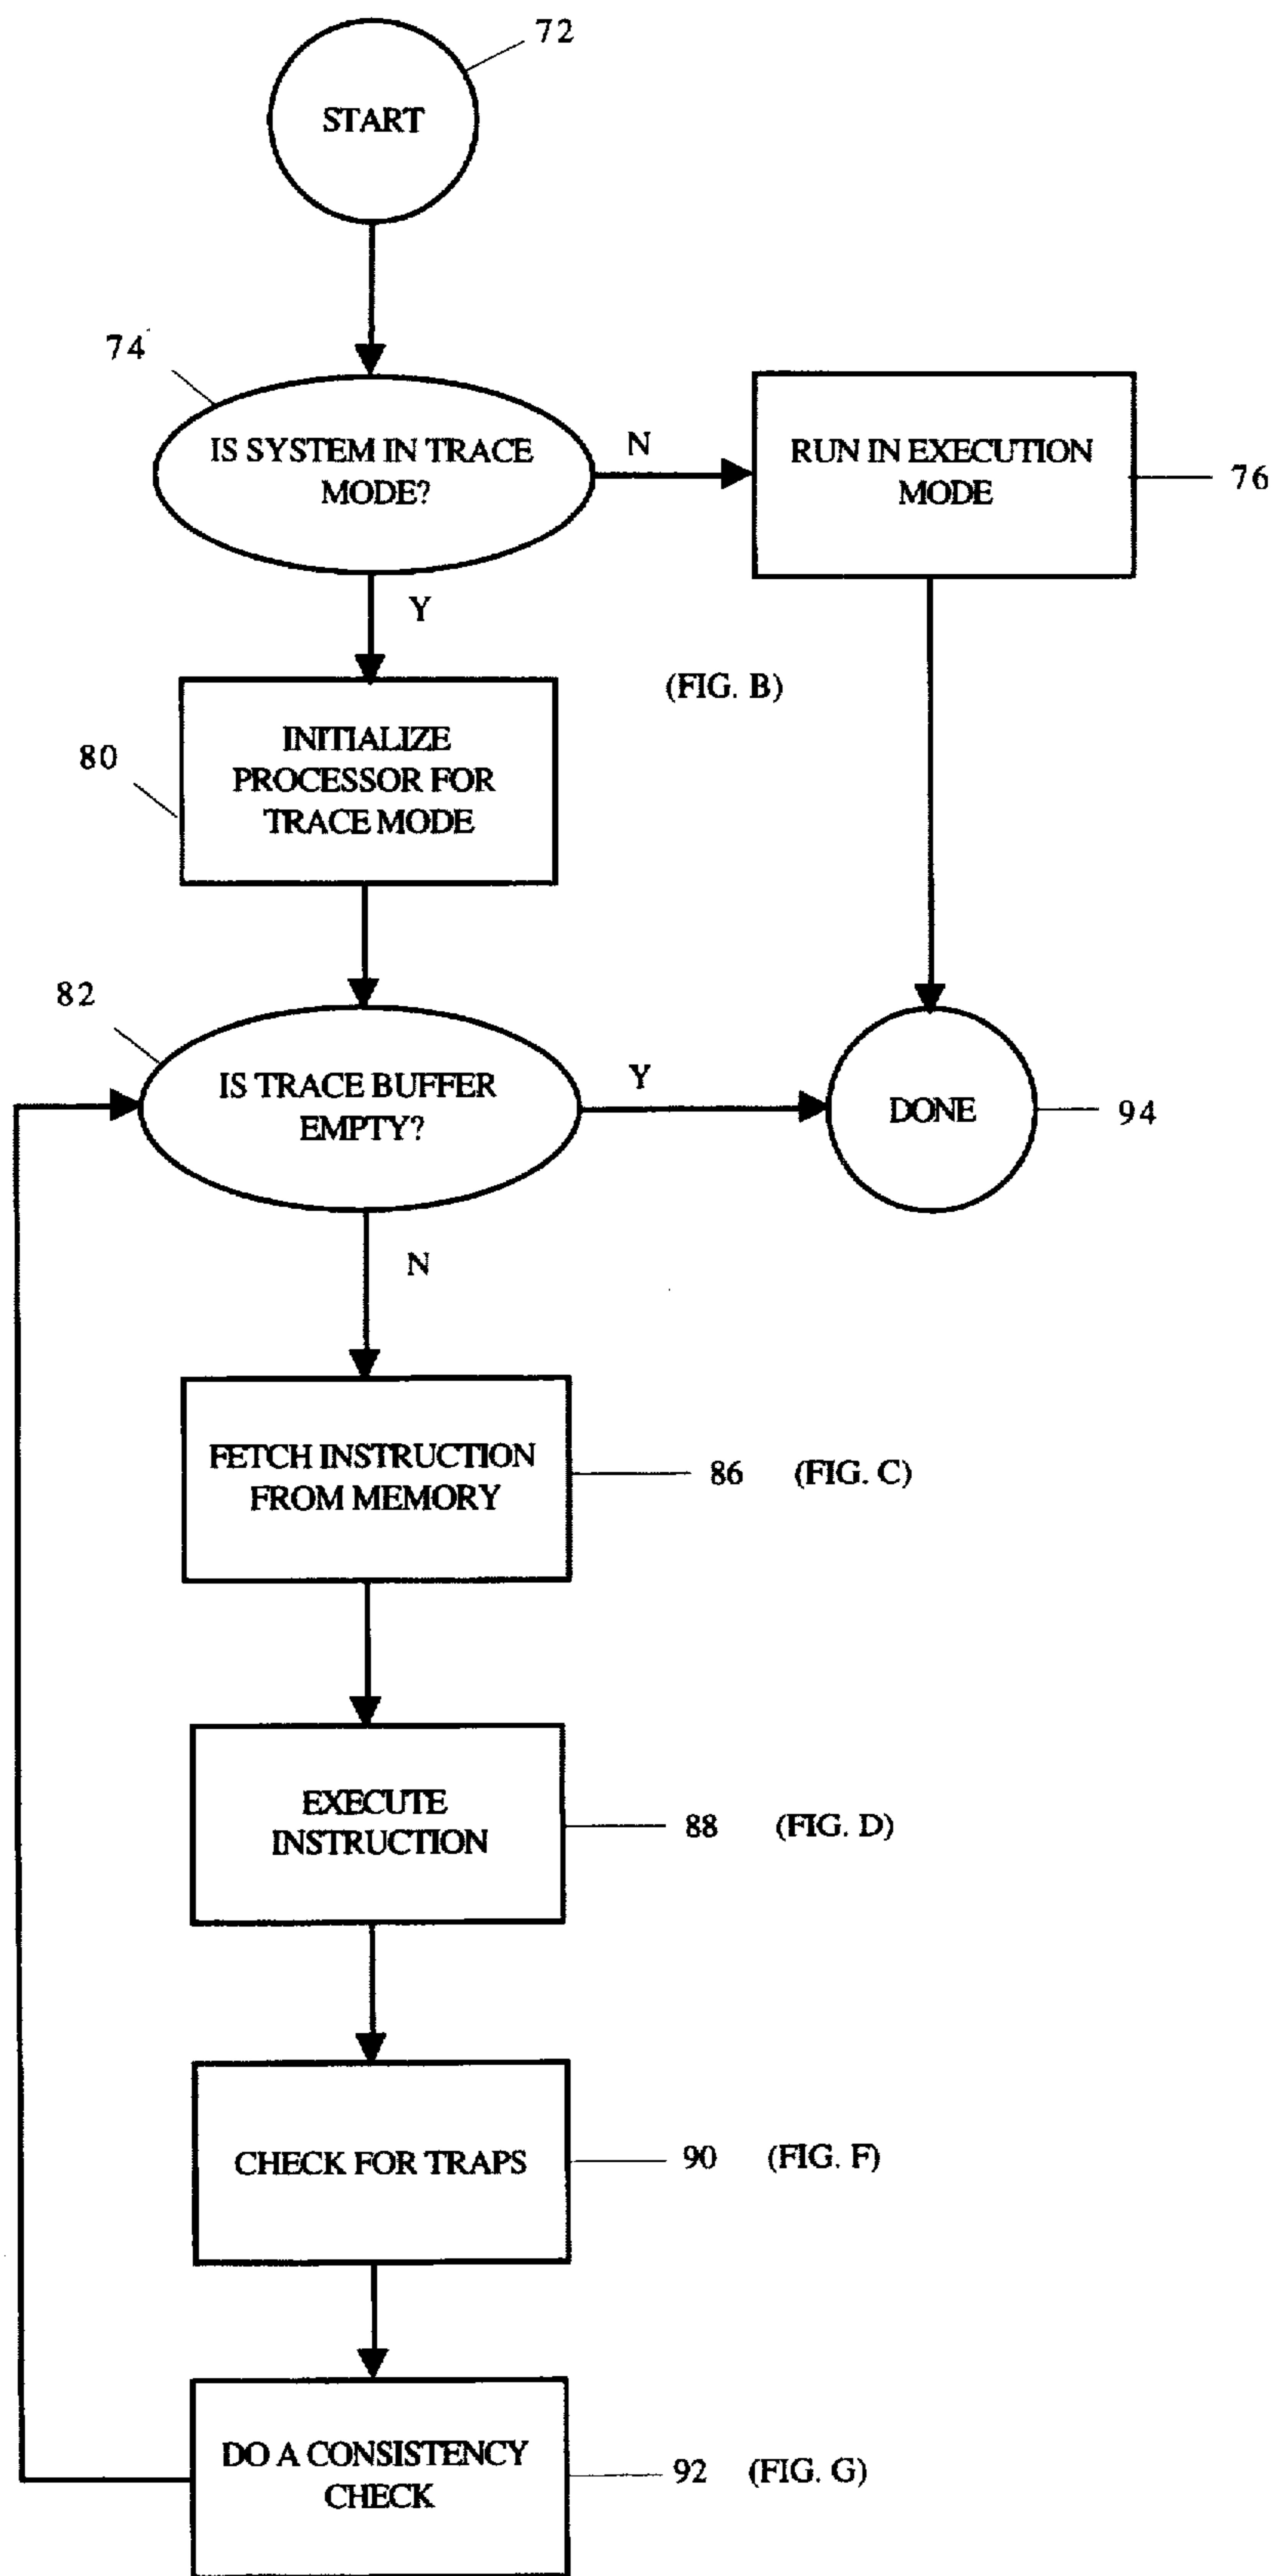 72
START
74
IS SYSTEM IN TRACE
MODE?
N
RUN IN EXECUTION
MODE
76
Y
(FIG. B)
80
INITIALIZE
PROCESSOR FOR
TRACE MODE
82
IS TRACE BUFFER
EMPTY?
Y
DONE
94
N
FETCH INSTRUCTION
FROM MEMORY
86 (FIG. C)
EXECUTE
INSTRUCTION
88 (FIG. D)
CHECK FOR TRAPS
90 (FIG. F)
DO A CONSISTENCY
CHECK
92 (FIG. G)